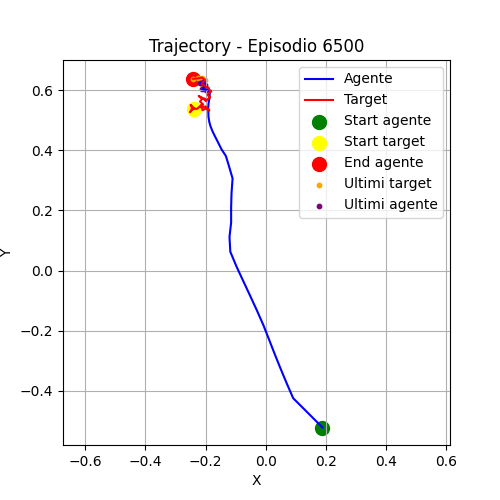 Trajectory - Episodio 6500
Agente
Target
Start agente
Start target
End agente
Ultimi target
Ultimi agente
Y
0.6
0.4
0.2
0.0
−0.2
−0.4
−0.6
−0.4
−0.2
0.0
0.2
0.4
0.6
X